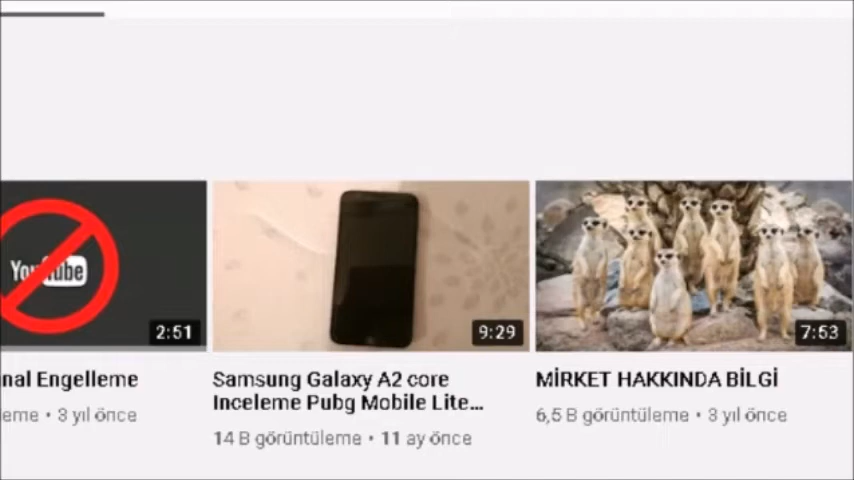 YouTube
2:51
9:29
7:53
nal Engelleme
eme • 3 yıl önce
Samsung Galaxy A2 core
Inceleme Pubg Mobile Lite...
14 B görüntüleme • 11 ay önce
MİRKET HAKKINDA BİLGİ
6,5 B görüntüleme • 3 yıl önce